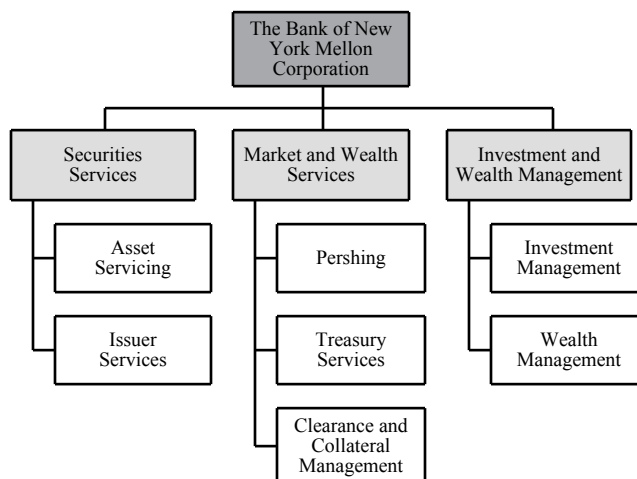 The Bank of New
York Mellon
Corporation
Securities
Services
Market and Wealth
Services
Investment and
Wealth Management
Asset
Servicing
Pershing
Investment
Management
Issuer
Services
Treasury
Services
Wealth
Management
Clearance and
Collateral
Management